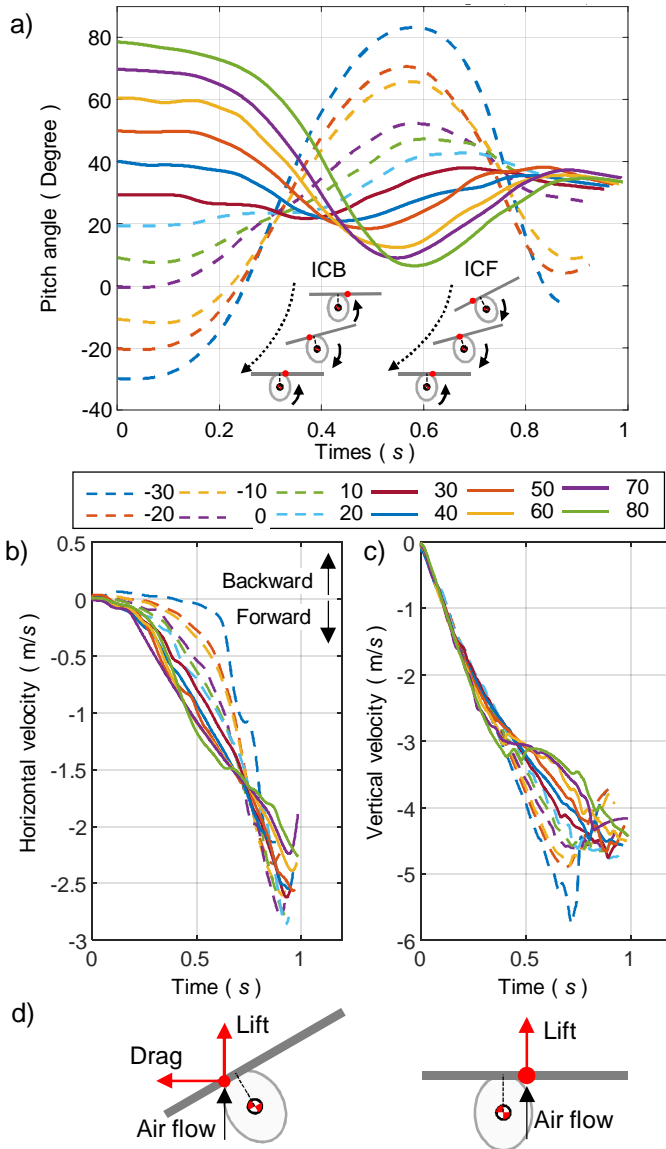 a)
80
60
40
20
0
-20
-40
Pitch angle ( Degree )
ICB
ICF
0
0.2
0.4
0.6
0.8
1
Times ( s )
-30
-10
10
30
50
70
-20
0
20
40
60
80
b)
0.5
0
-0.5
-1
-1.5
-2
-2.5
-3
Horizontal velocity ( m/s )
Backward
Forward
0
0.5
1
Time ( s )
c)
0
-1
-2
-3
-4
-5
-6
Vertical velocity ( m/s )
0
0.5
1
Time ( s )
d)
Lift
Drag
Air flow
Lift
Air flow